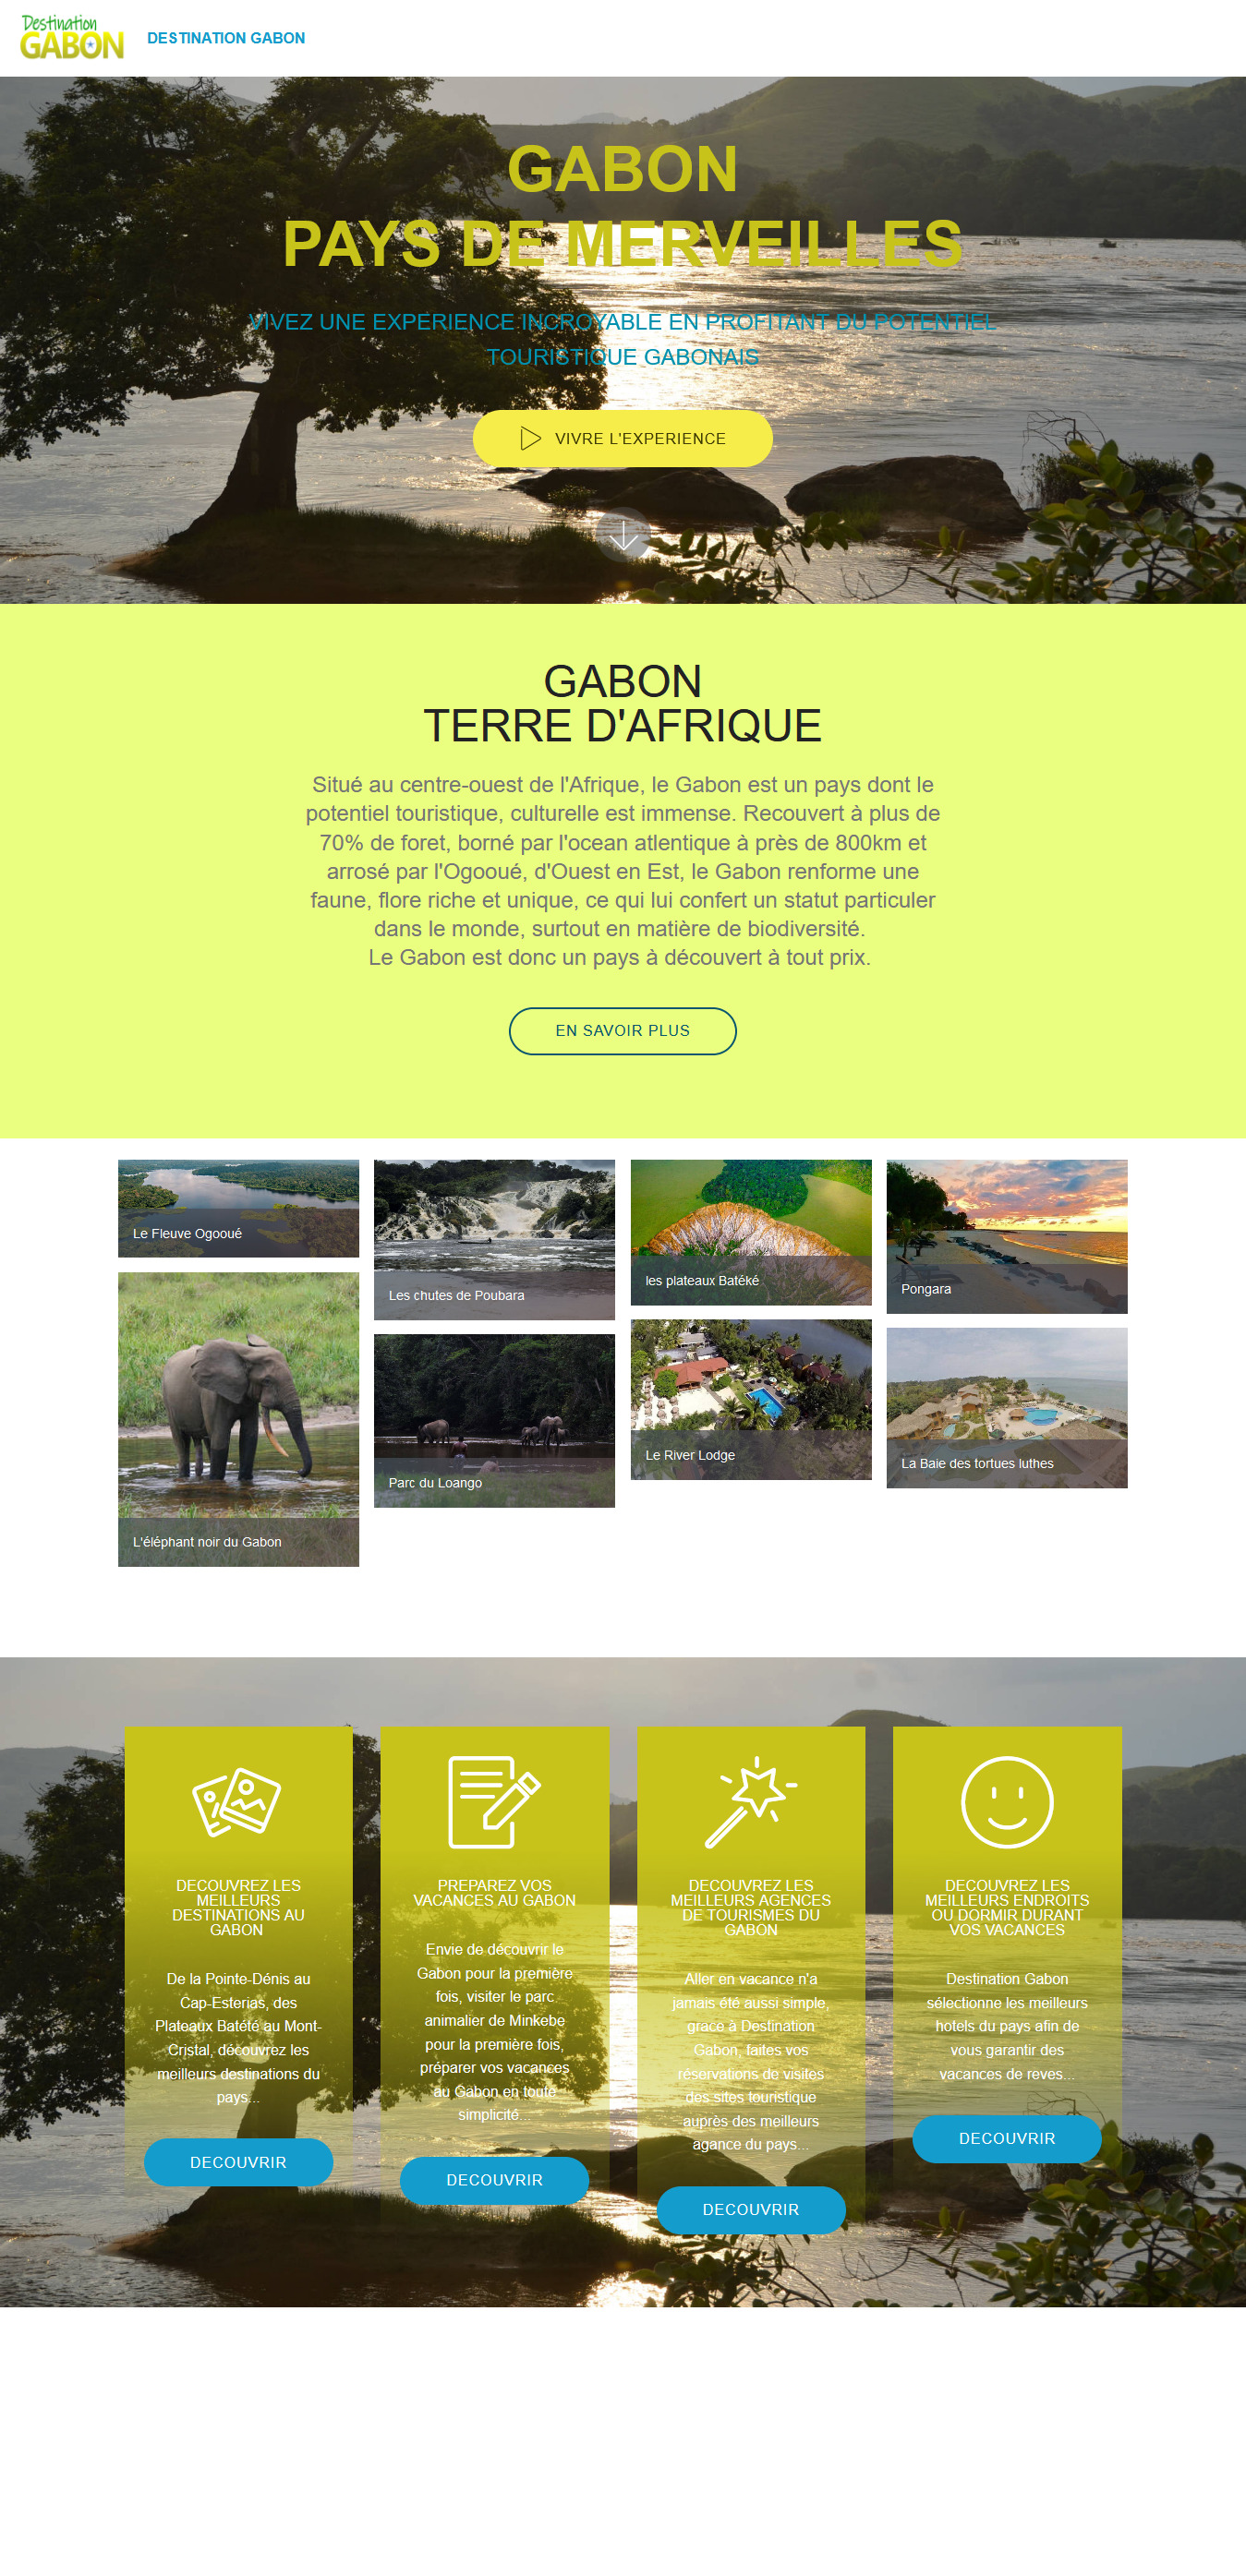 Destination
GABON
DESTINATION GABON
GABON
PAYS DE MERVEILLES
VIVEZ UNE EXPERIENCE INCROYABLE EN PROFITANT DU POTENTIEL
TOURISTIQUE GABONAIS
VIVRE L'EXPERIENCE
GABON
TERRE D'AFRIQUE
Situé au centre-ouest de l'Afrique, le Gabon est un pays dont le
potentiel touristique, culturelle est immense. Recouvert à plus de
70% de foret, borné par l'ocean atlentique à près de 800km et
arrosé par l'Ogooué, d'Ouest en Est, le Gabon renforme une
faune, flore riche et unique, ce qui lui confert un statut particuler
dans le monde, surtout en matière de biodiversité.
Le Gabon est donc un pays à découvert à tout prix.
EN SAVOIR PLUS
Le Fleuve Ogooué
Les chutes de Poubara
les plateaux Batéké
Pongara
L'éléphant noir du Gabon
Parc du Loango
Le River Lodge
La Baie des tortues luthes
DECOUVREZ LES
MEILLEURS
DESTINATIONS AU
GABON
De la Pointe-Dénis au
Cap-Esterias, des
Plateaux Batété au Mont-
Cristal, découvrez les
meilleurs destinations du
pays...
DECOUVRIR
PREPAREZ VOS
VACANCES AU GABON
Envie de découvrir le
Gabon pour la première
fois, visiter le parc
animalier de Minkebe
pour la première fois,
préparer vos vacances
au Gabon en toute
simplicité...
DECOUVRIR
DECOUVREZ LES
MEILLEURS AGENCES
DE TOURISMES DU
GABON
Aller en vacance n'a
jamais été aussi simple,
grace à Destination
Gabon, faites vos
réservations de visites
des sites touristique
auprès des meilleurs
agance du pays...
DECOUVRIR
DECOUVREZ LES
MEILLEURS ENDROITS
OU DORMIR DURANT
VOS VACANCES
Destination Gabon
sélectionne les meilleurs
hotels du pays afin de
vous garantir des
vacances de reves...
DECOUVRIR